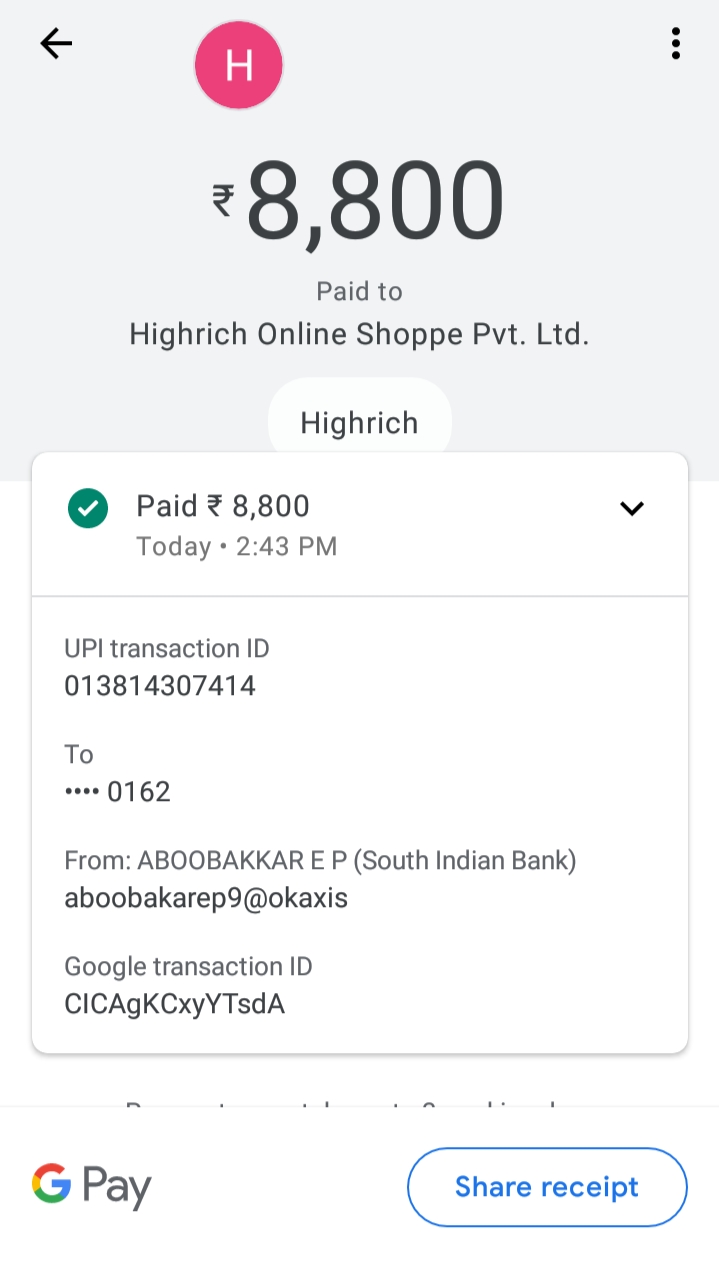 H
₹8,800
Paid to
Highrich Online Shoppe Pvt. Ltd.
Highrich
Paid ₹ 8,800
Today • 2:43 PM
UPI transaction ID
013814307414
To
•••• 0162
From: ABOOBAKKAR E P (South Indian Bank)
aboobakarep9@okaxis
Google transaction ID
CICAgKCxyYTsdA
G Pay
Share receipt